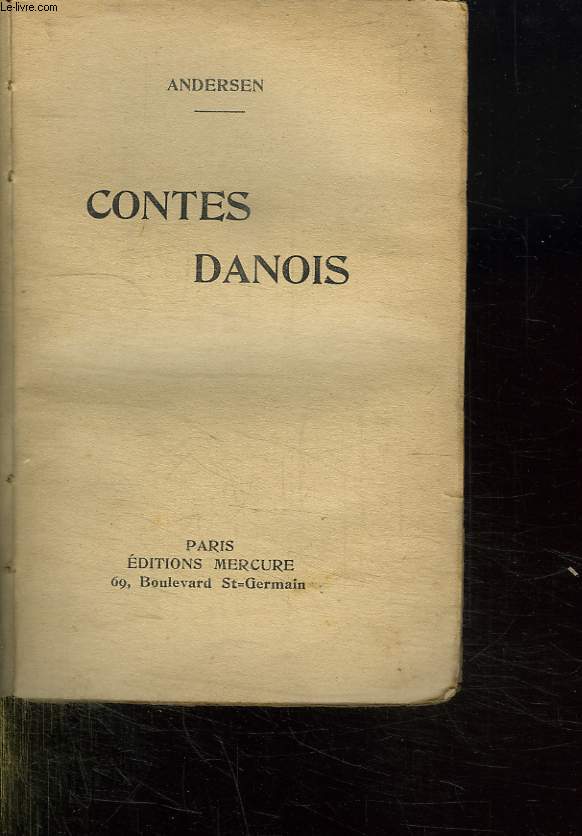 Le-livre.com
ANDERSEN
CONTES
DANOIS
PARIS
ÉDITIONS MERCURE
69, Boulevard St=Germain